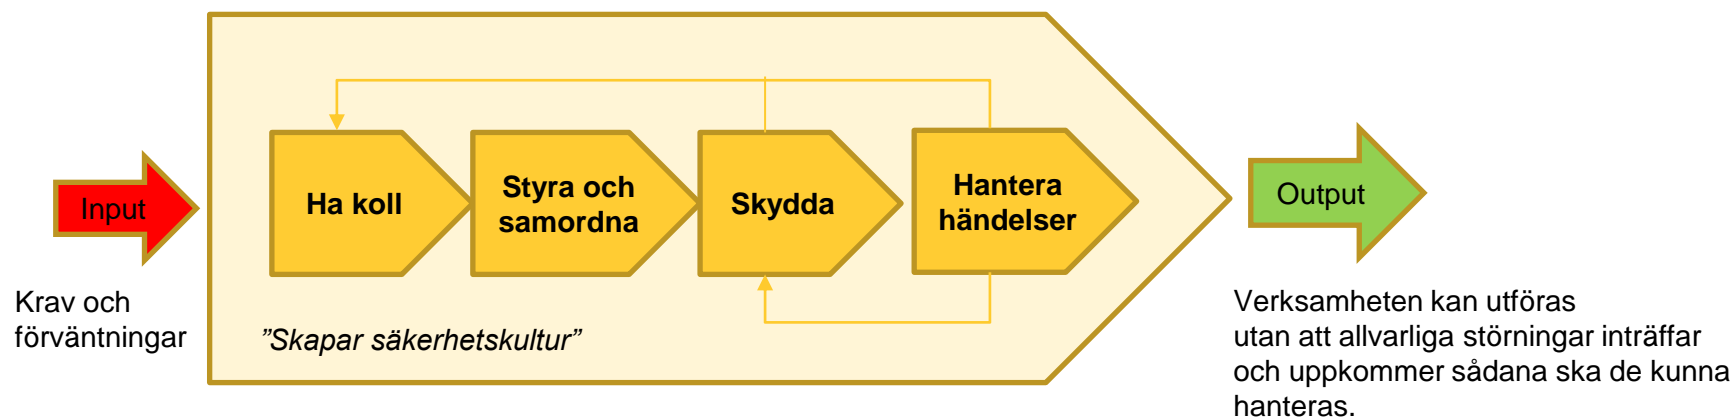 Input
Krav och
förväntningar
Ha koll
Styra och
samordna
Skydda
Hantera
händelser
”Skapar säkerhetskultur”
Output
Verksamheten kan utföras
utan att allvarliga störningar inträffar
och uppkommer sådana ska de kunna
hanteras.